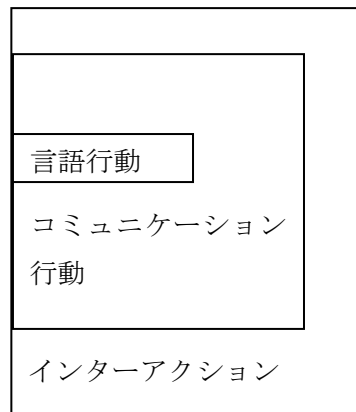 言語行動
コミュニケーション
行動
インターアクション